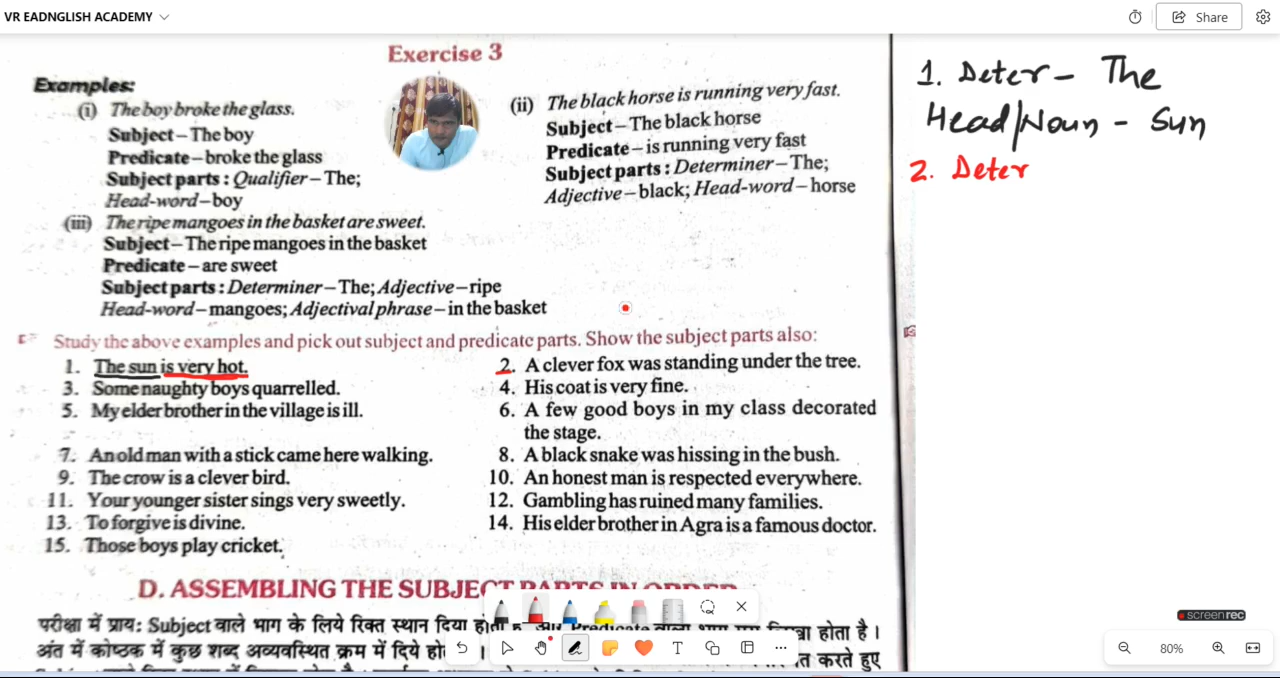 VR EADNGLISH ACADEMY
Share
Exercise 3
Examples:
(i) The boy broke the glass.
Subject – The boy
Predicate – broke the glass
Subject parts : Qualifier – The;
Head-word – boy
(ii) The black horse is running very fast.
Subject – The black horse
Predicate – is running very fast
Subject parts : Determiner – The;
Adjective – black; Head-word – horse
(iii) The ripe mangoes in the basket are sweet.
Subject – The ripe mangoes in the basket
Predicate – are sweet
Subject parts : Determiner – The; Adjective – ripe
Head-word – mangoes; Adjectival phrase – in the basket
Study the above examples and pick out subject and predicate parts. Show the subject parts also:
1. The sun is very hot.
2. A clever fox was standing under the tree.
3. Some naughty boys quarrelled.
4. His coat is very fine.
5. My elder brother in the village is ill.
6. A few good boys in my class decorated
the stage.
7. An old man with a stick came here walking.
8. A black snake was hissing in the bush.
9. The crow is a clever bird.
10. An honest man is respected everywhere.
11. Your younger sister sings very sweetly.
12. Gambling has ruined many families.
13. To forgive is divine.
14. His elder brother in Agra is a famous doctor.
15. Those boys play cricket.
D. ASSEMBLING THE SUBJECT PARTS IN ORDER
परीक्षा में प्राय: Subject वाले भाग के लिये रिक्त स्थान दिया होता है और Predicate वाला भाग होता है।
अंत में कोष्ठक में कुछ शब्द अव्यवस्थित क्रम में दिये करते हुए
1. Deter – The
Head/Noun – Sun
2. Deter
screenrec
80%